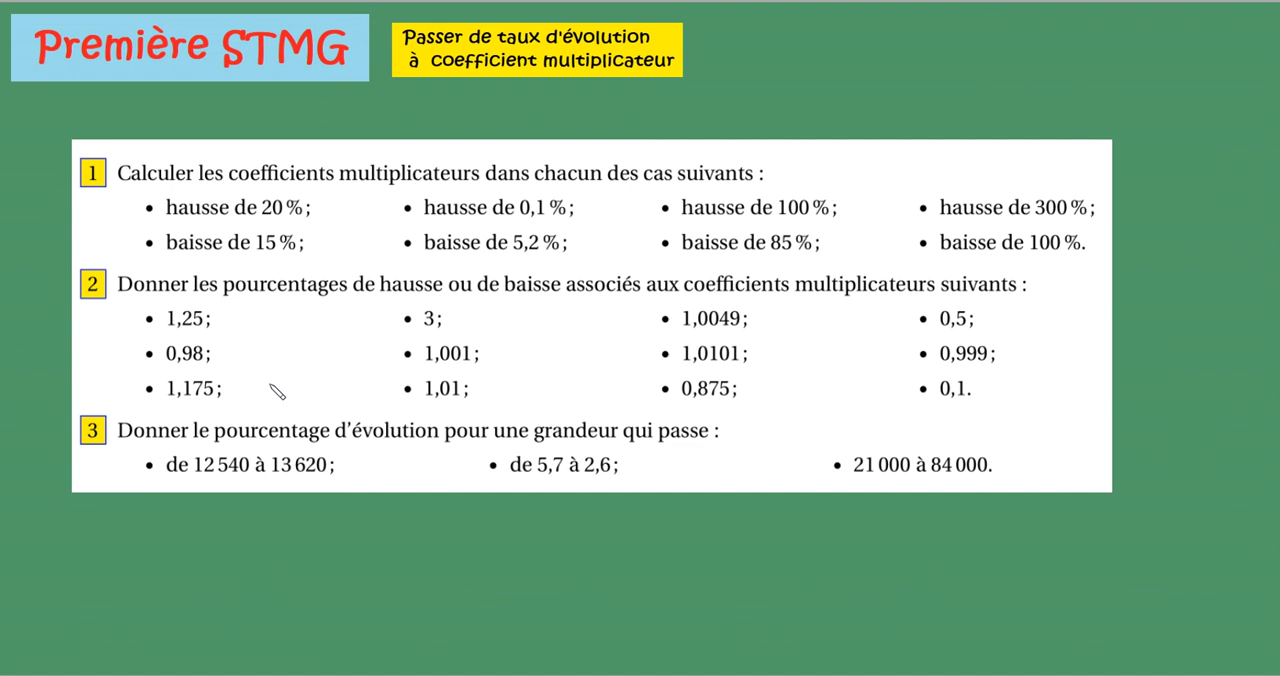 Première STMG
Passer de taux d'évolution
à coefficient multiplicateur
1 Calculer les coefficients multiplicateurs dans chacun des cas suivants :
• hausse de 20 %; • hausse de 0,1 %; • hausse de 100 %; • hausse de 300 %;
• baisse de 15 %; • baisse de 5,2 %; • baisse de 85 %; • baisse de 100 %.
2 Donner les pourcentages de hausse ou de baisse associés aux coefficients multiplicateurs suivants :
• 1,25; • 3; • 1,0049; • 0,5;
• 0,98; • 1,001; • 1,0101; • 0,999;
• 1,175; • 1,01; • 0,875; • 0,1.
3 Donner le pourcentage d'évolution pour une grandeur qui passe :
• de 12 540 à 13 620; • de 5,7 à 2,6; • 21 000 à 84 000.